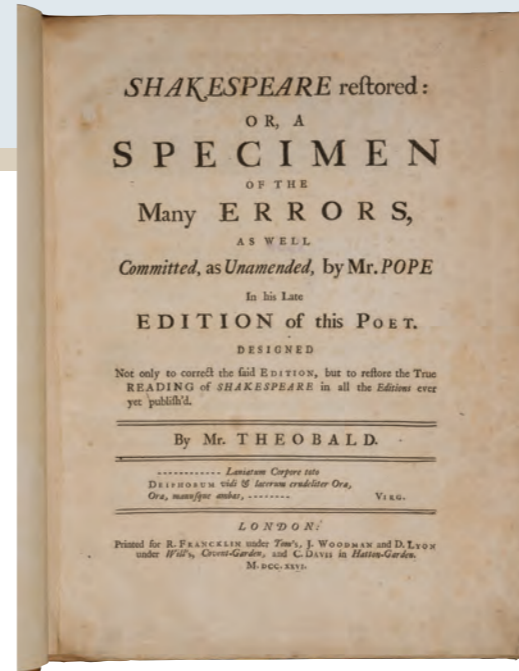 SHAKESPEARE reſtored:
OR, A
SPECIMEN
OF THE
Many ERRORS,
AS WELL
Committed, as Unamended, by Mr. POPE
In his Late
EDITION of this POET.
DESIGNED
Not only to correct the ſaid EDITION, but to reſtore the True
READING of SHAKESPEARE in all the Editions ever
yet publiſh'd.
By Mr. THEOBALD.
------------ Laniatum Corpore toto
DEIPHOBUM vidi & lacerum crudeliter Ora,
Ora, manuſque ambas, -------- VIRG.
LONDON:
Printed for R. FRANCKLIN under Tom's, J. WOODMAN and D. LYON
under Will's, Covent-Garden, and C. DAVIS in Hatton-Garden.
M.DCC.XXVI.